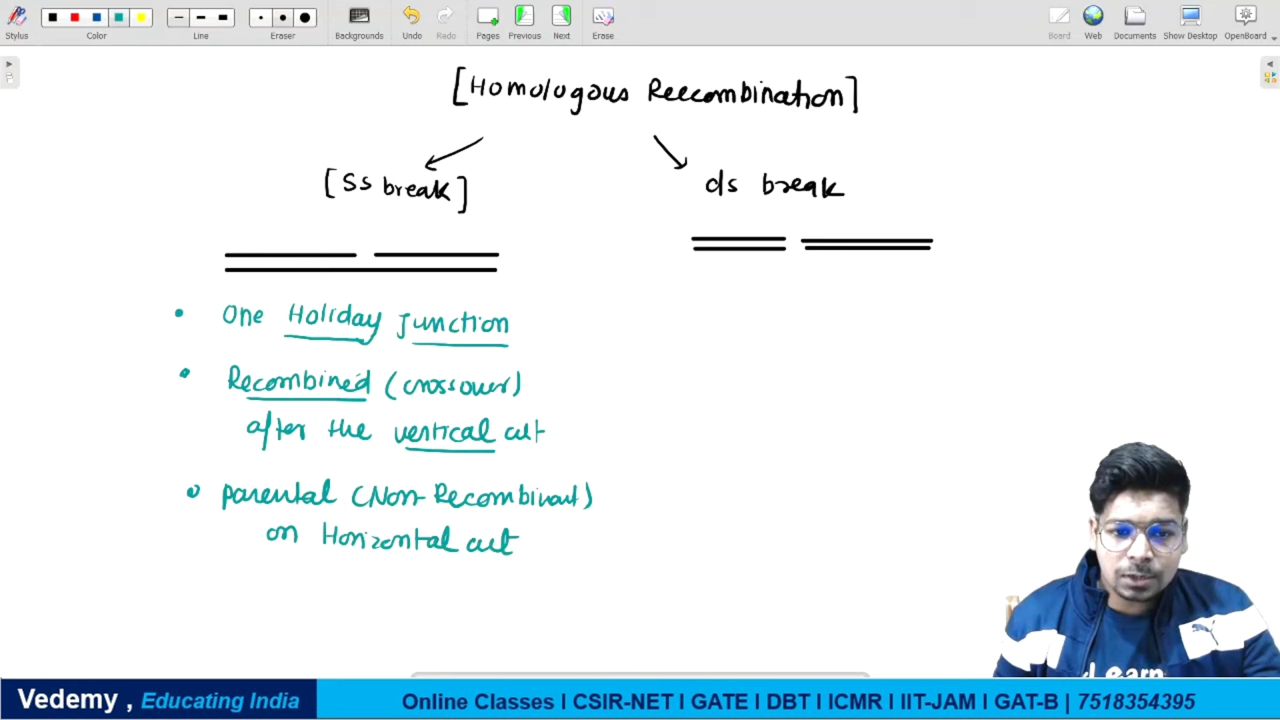 Stylus
Color
Line
Eraser
Backgrounds
Undo
Redo
Pages
Previous
Next
Erase
Board
Web
Documents
Show Desktop
OpenBoard
[Homologous Reecombination]
[Ss break]
ds break
• One Holiday junction
• Recombined (crossover)
after the vertical cut
• parental (Non-Recombinant)
on Horizontal cut
Learn
Vedemy , Educating India
Online Classes I CSIR-NET I GATE I DBT I ICMR I IIT-JAM I GAT-B | 7518354395